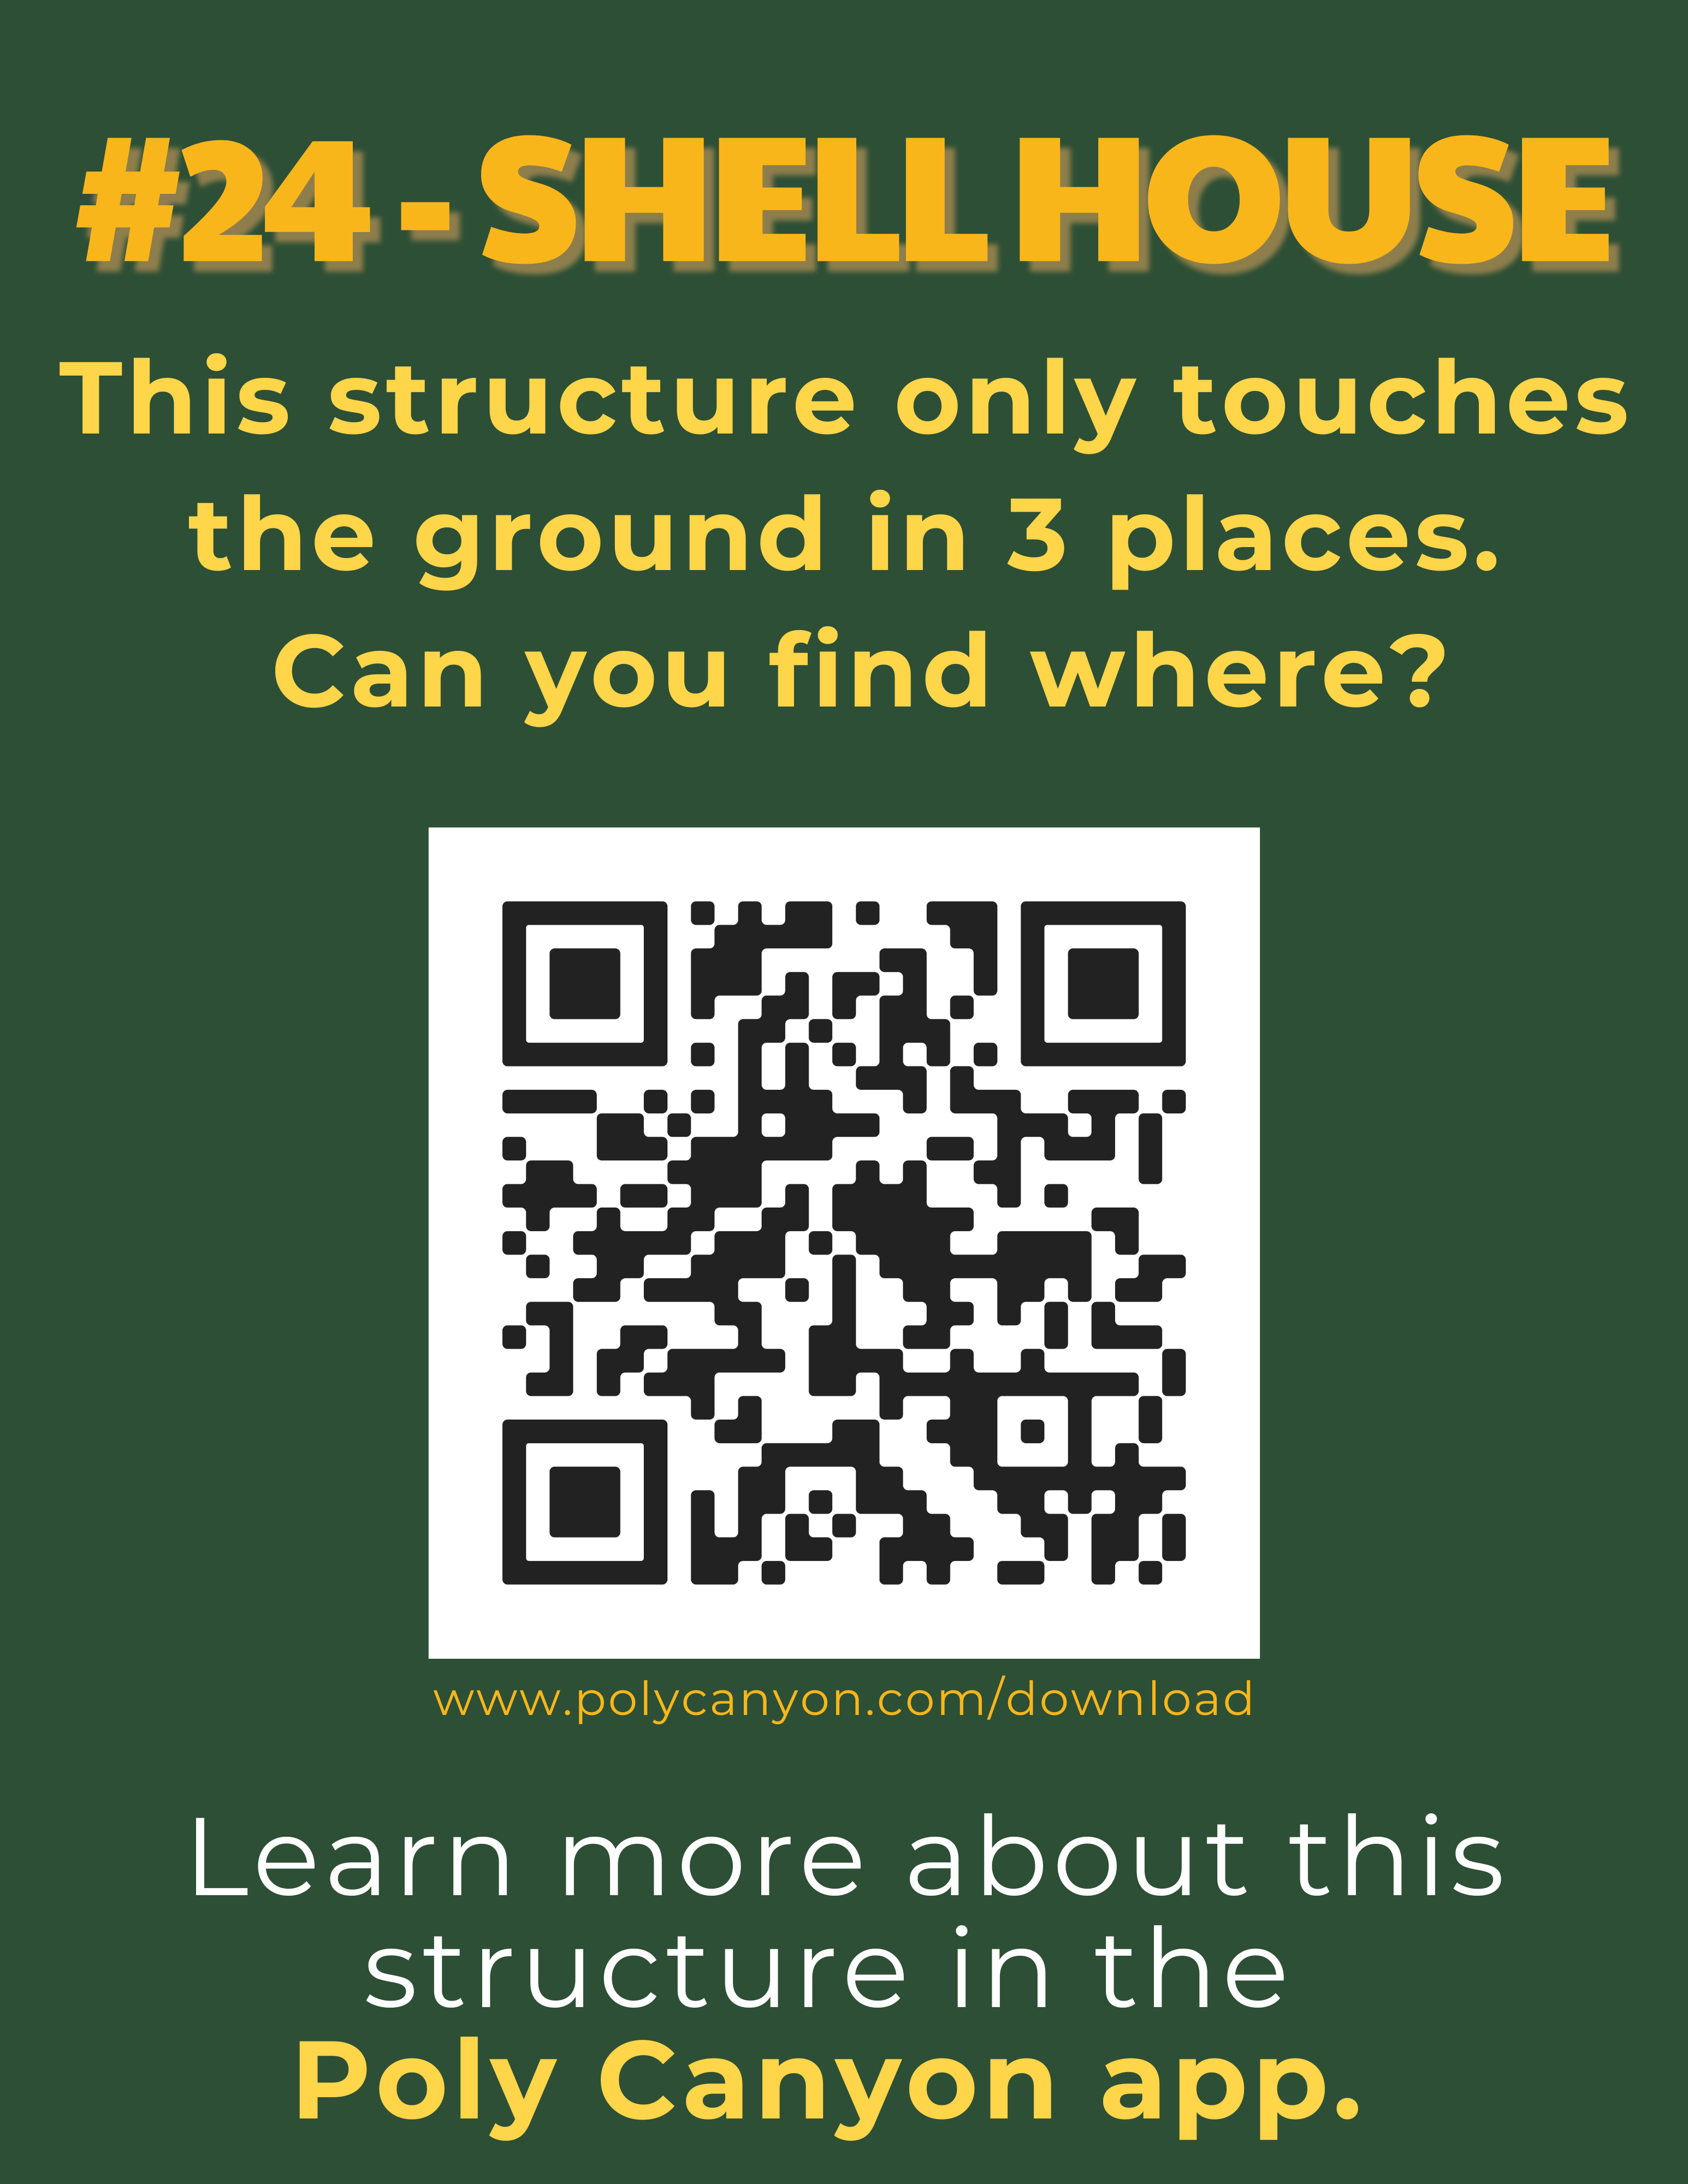 #24 - SHELL HOUSE
This structure only touches
the ground in 3 places.
Can you find where?
www.polycanyon.com/download
Learn more about this
structure in the
Poly Canyon app.